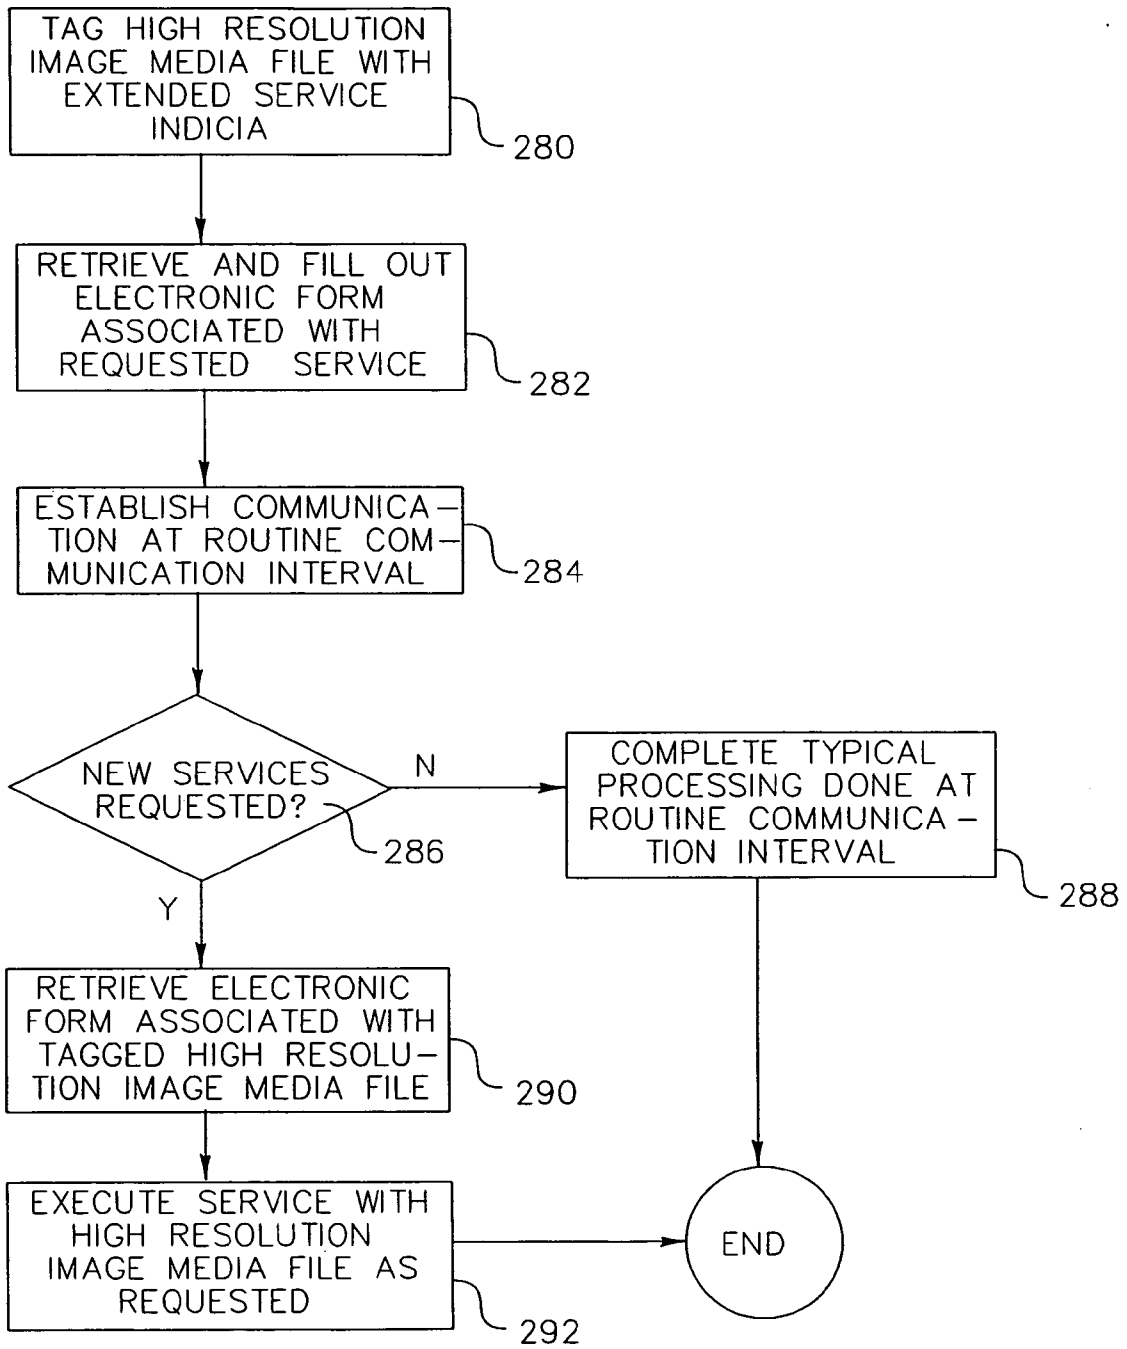 TAG HIGH RESOLUTION
IMAGE MEDIA FILE WITH
EXTENDED SERVICE
INDICIA
280
RETRIEVE AND FILL OUT
ELECTRONIC FORM
ASSOCIATED WITH
REQUESTED SERVICE
282
ESTABLISH COMMUNICA-
TION AT ROUTINE COM-
MUNICATION INTERVAL
284
NEW SERVICES
REQUESTED?
286
N
COMPLETE TYPICAL
PROCESSING DONE AT
ROUTINE COMMUNICA-
TION INTERVAL
288
Y
RETRIEVE ELECTRONIC
FORM ASSOCIATED WITH
TAGGED HIGH RESOLU-
TION IMAGE MEDIA FILE
290
EXECUTE SERVICE WITH
HIGH RESOLUTION
IMAGE MEDIA FILE AS
REQUESTED
292
END